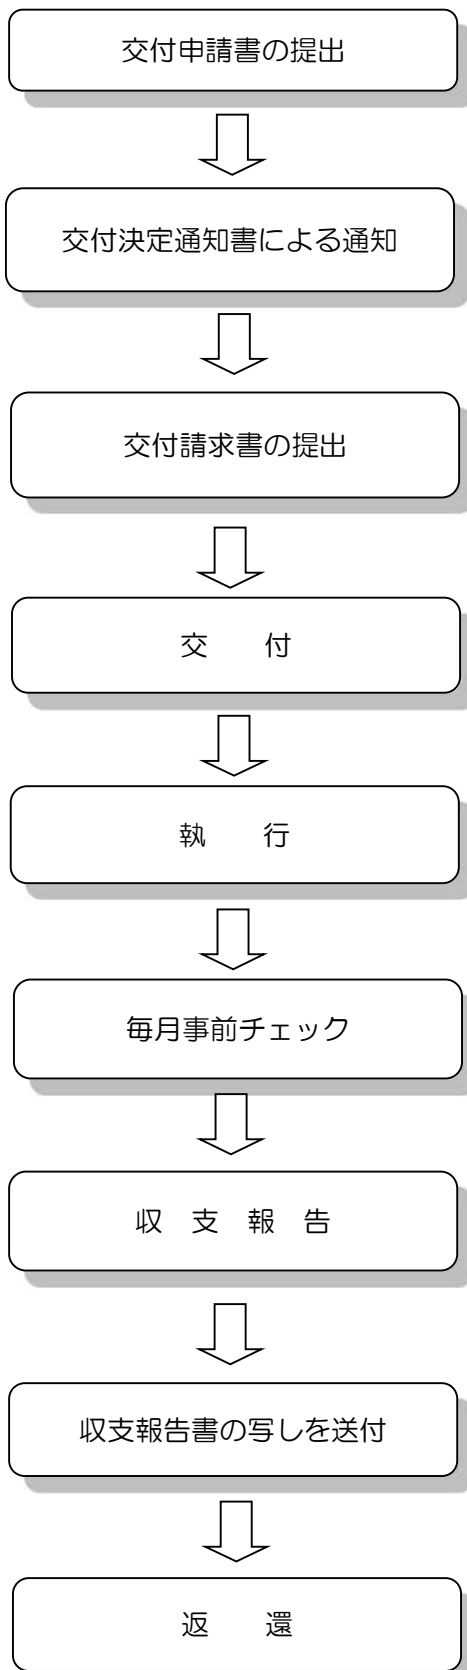 交付申請書の提出
交付決定通知書による通知
交付請求書の提出
交　　付
執　　行
毎月事前チェック
収　支　報　告
収支報告書の写しを送付
返　　還